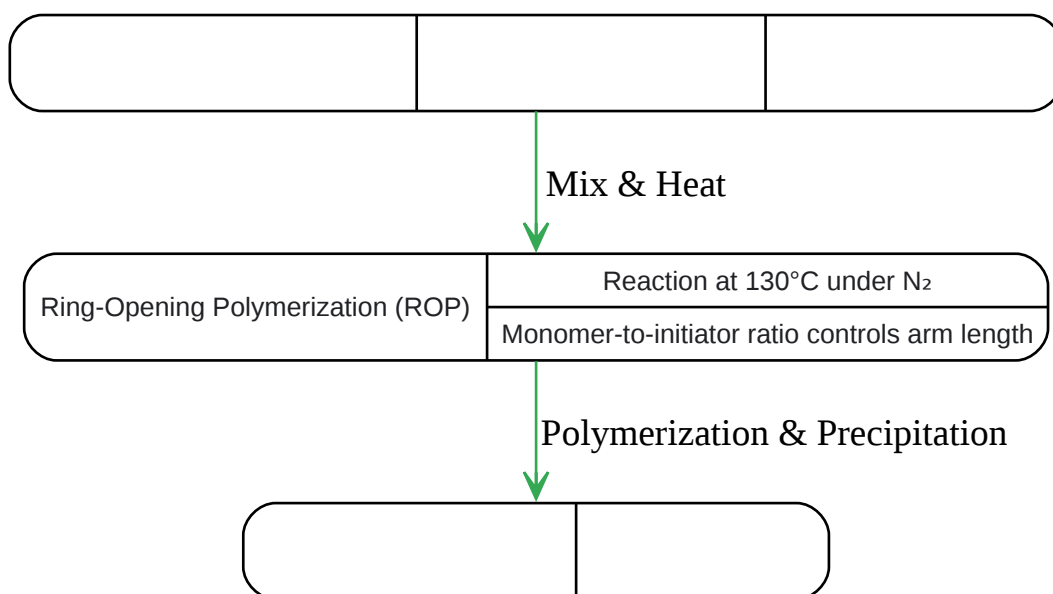 Mix & Heat
Ring-Opening Polymerization (ROP)
Reaction at 130°C under N₂
Monomer-to-initiator ratio controls arm length
Polymerization & Precipitation